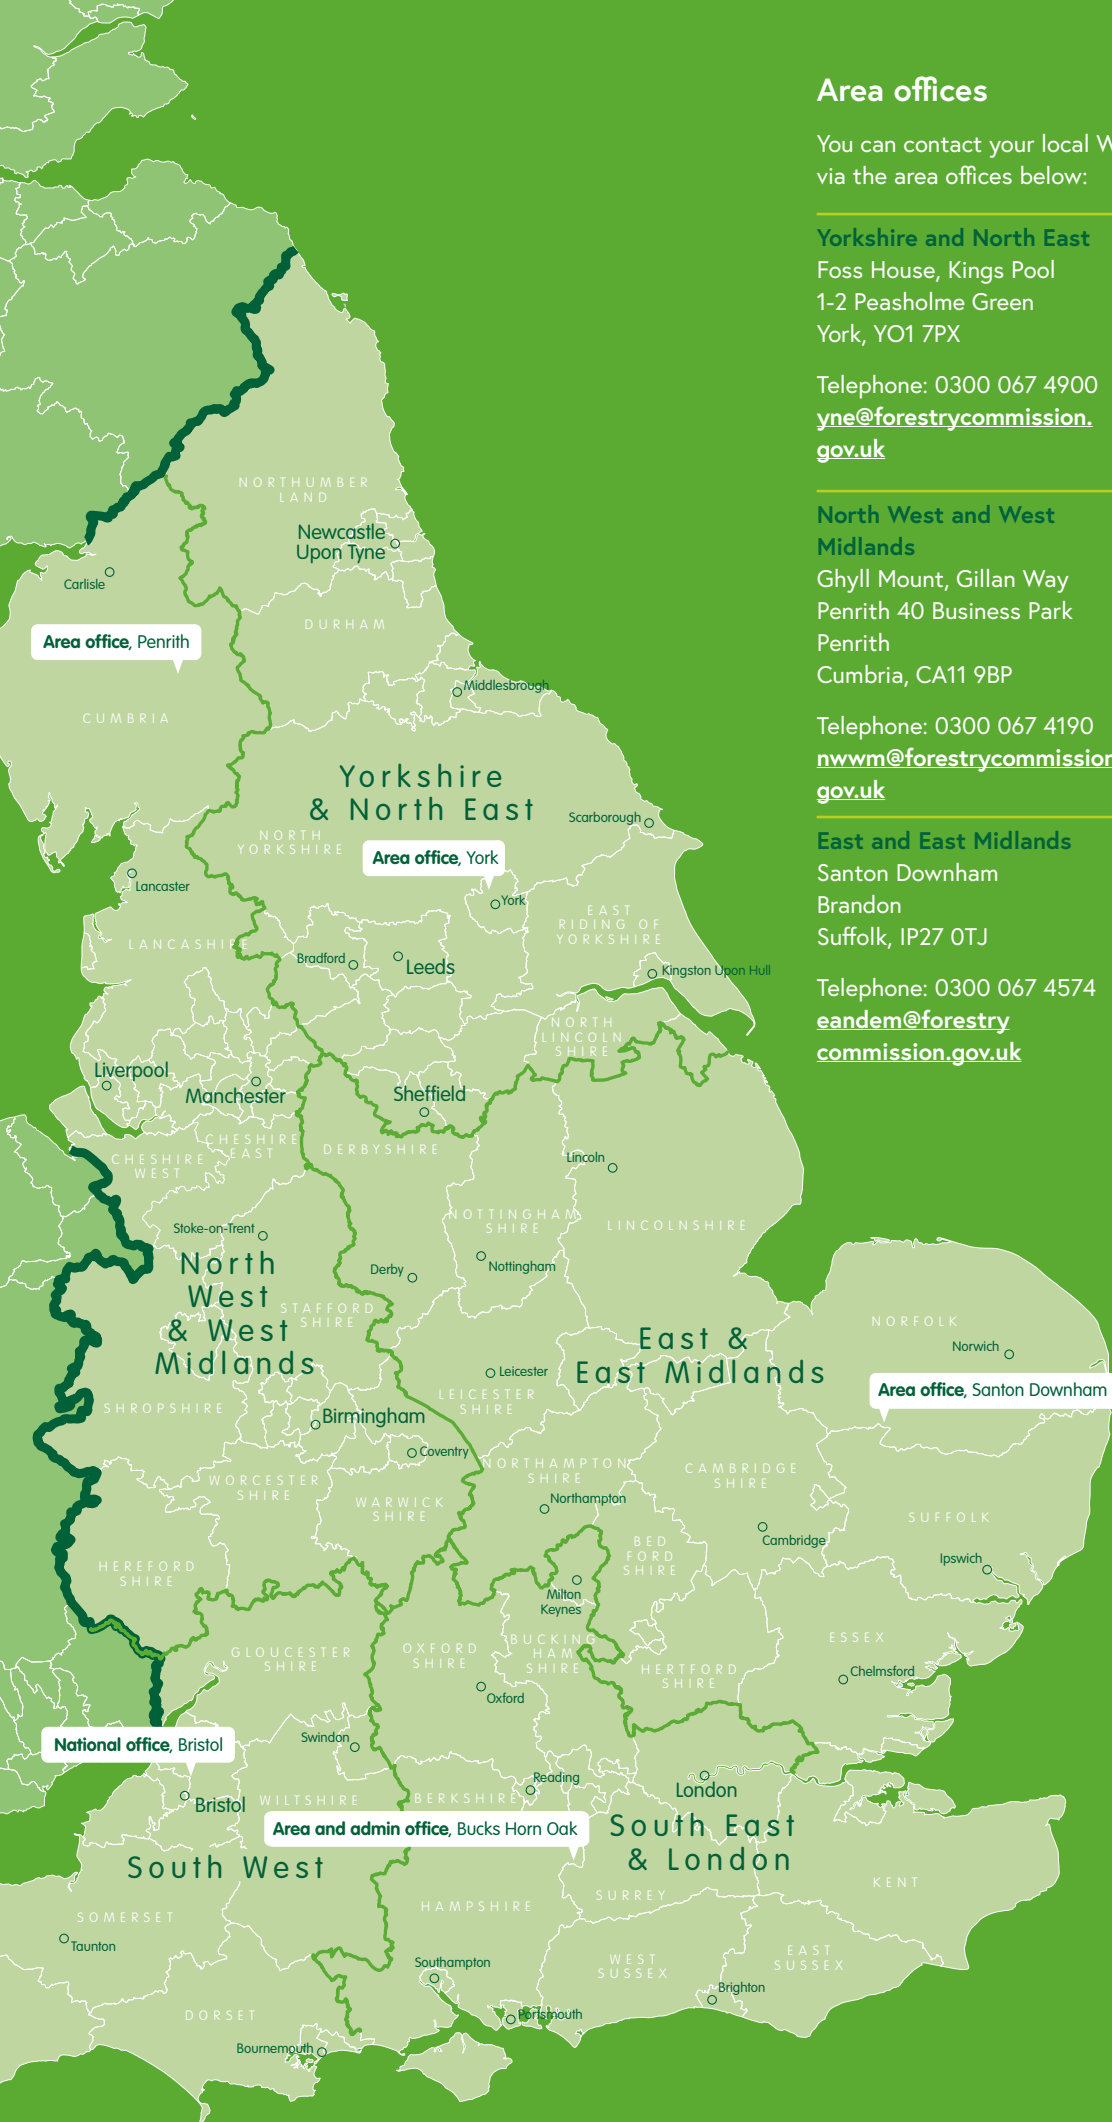 Area offices
You can contact your local W
via the area offices below:
Yorkshire and North East
Foss House, Kings Pool
1-2 Peasholme Green
York, YO1 7PX
Telephone: 0300 067 4900
yne@forestrycommission.
gov.uk
North West and West
Midlands
Ghyll Mount, Gillan Way
Penrith 40 Business Park
Penrith
Cumbria, CA11 9BP
Telephone: 0300 067 4190
nwwm@forestrycommission
gov.uk
East and East Midlands
Santon Downham
Brandon
Suffolk, IP27 0TJ
Telephone: 0300 067 4574
eandem@forestry
commission.gov.uk
NORTHUMBER
LAND
Newcastle
Upon Tyne
Carlisle
DURHAM
Area office, Penrith
Middlesbrough
CUMBRIA
Yorkshire
& North East
Scarborough
NORTH
YORKSHIRE
Area office, York
Lancaster
York
EAST
RIDING OF
YORKSHIRE
LANCASHIRE
Bradford
Leeds
Kingston Upon Hull
NORTH
LINCOLN
SHIRE
Liverpool
Manchester
Sheffield
CHESHIRE
EAST
CHESHIRE
WEST
DERBYSHIRE
Lincoln
NOTTINGHAM
SHIRE
LINCOLNSHIRE
Stoke-on-Trent
North
West
& West
Midlands
Derby
Nottingham
STAFFORD
SHIRE
East &
East Midlands
NORFOLK
Norwich
Leicester
LEICESTER
SHIRE
Area office, Santon Downham
SHROPSHIRE
Birmingham
Coventry
NORTHAMPTON
SHIRE
CAMBRIDGE
SHIRE
WORCESTER
SHIRE
WARWICK
SHIRE
Northampton
SUFFOLK
Cambridge
BED
FORD
SHIRE
Ipswich
HEREFORD
SHIRE
Milton
Keynes
ESSEX
GLOUCESTER
SHIRE
OXFORD
SHIRE
BUCKING
HAM
SHIRE
HERTFORD
SHIRE
Chelmsford
Oxford
National office, Bristol
Swindon
Reading
London
Bristol
WILTSHIRE
BERKSHIRE
Area and admin office, Bucks Horn Oak
South East
& London
South West
KENT
SURREY
HAMPSHIRE
SOMERSET
Taunton
EAST
SUSSEX
WEST
SUSSEX
Southampton
Brighton
DORSET
Portsmouth
Bournemouth